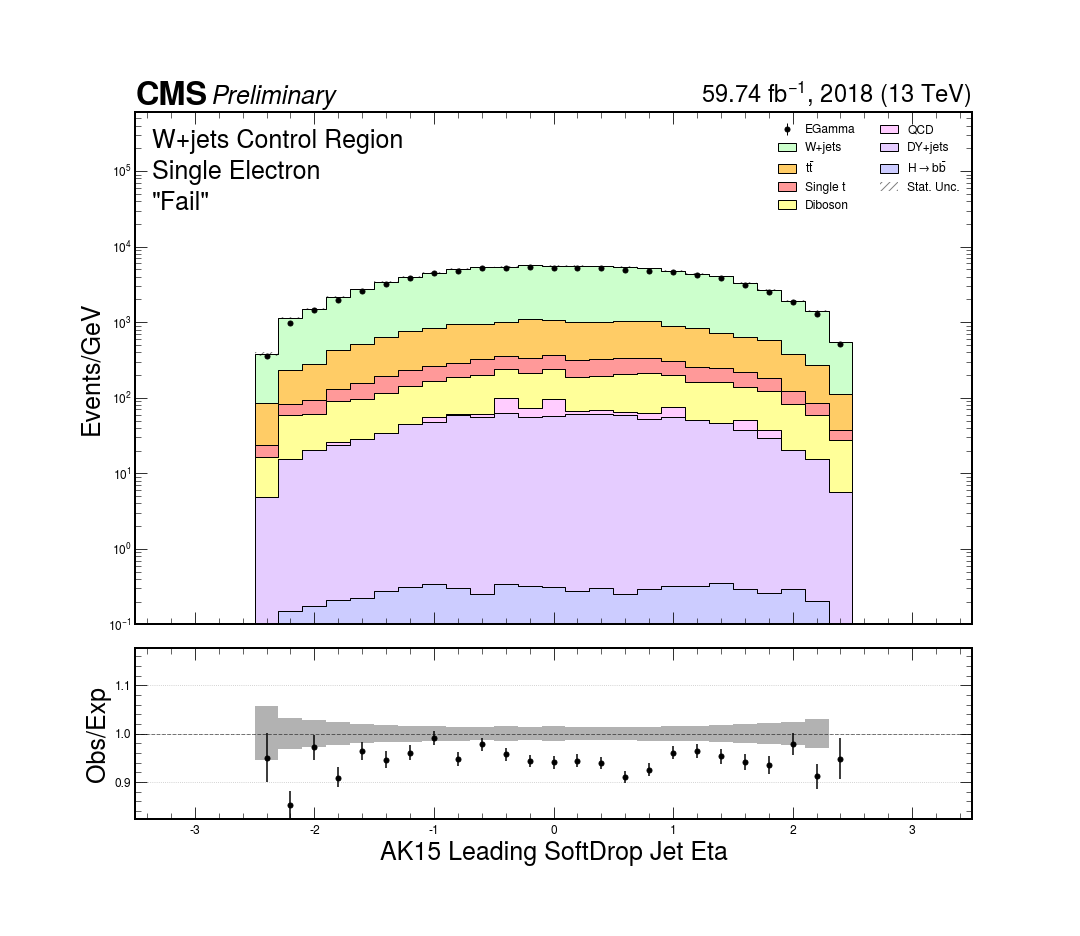 CMS Preliminary
59.74 fb⁻¹, 2018 (13 TeV)
W+jets Control Region
Single Electron
"Fail"
EGamma
W+jets
tt̄
Single t
Diboson
QCD
DY+jets
H→bb̄
Stat. Unc.
Events/GeV
10⁵
10⁴
10³
10²
10¹
10⁰
10⁻¹
Obs/Exp
1.1
1.0
0.9
-3 -2 -1 0 1 2 3
AK15 Leading SoftDrop Jet Eta